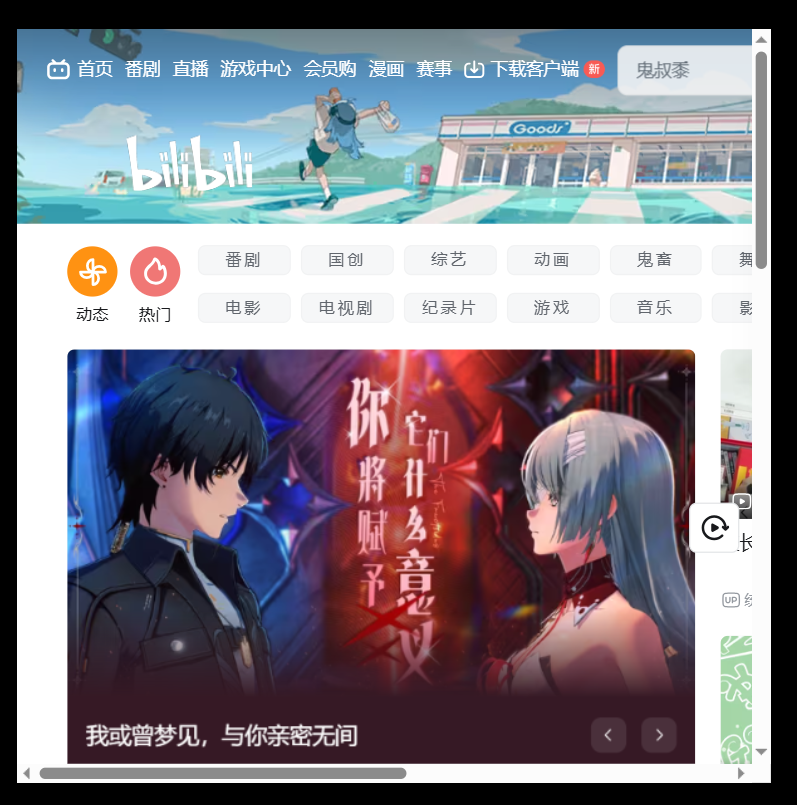 首页 番剧 直播 游戏中心 会员购 漫画 赛事 下载客户端 新 鬼叔黍
bilibili
Goods
番剧 国创 综艺 动画 鬼畜 舞
动态 热门 电影 电视剧 纪录片 游戏 音乐 影
你将赋予
它们什么意义
长
UP
我或曾梦见，与你亲密无间